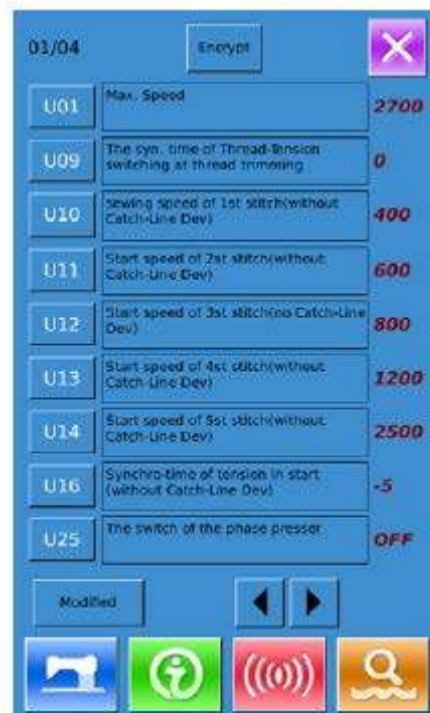 01/04
Encrypt
U01
Max. Speed
2700
U09
The syn. time of Thread-Tension
switching at thread trimming
0
U10
sewing speed of 1st stitch(without
Catch-Line Dev)
400
U11
Start speed of 2st stitch(without
Catch-Line Dev)
600
U12
Start speed of 3st stitch(no Catch-Line
Dev)
800
U13
Start speed of 4st stitch(without
Catch-Line Dev)
1200
U14
Start speed of 5st stitch(without
Catch-Line Dev)
2500
U16
Synchro-time of tension in start
(without Catch-Line Dev)
-5
U25
The switch of the phase pressor
OFF
Modified